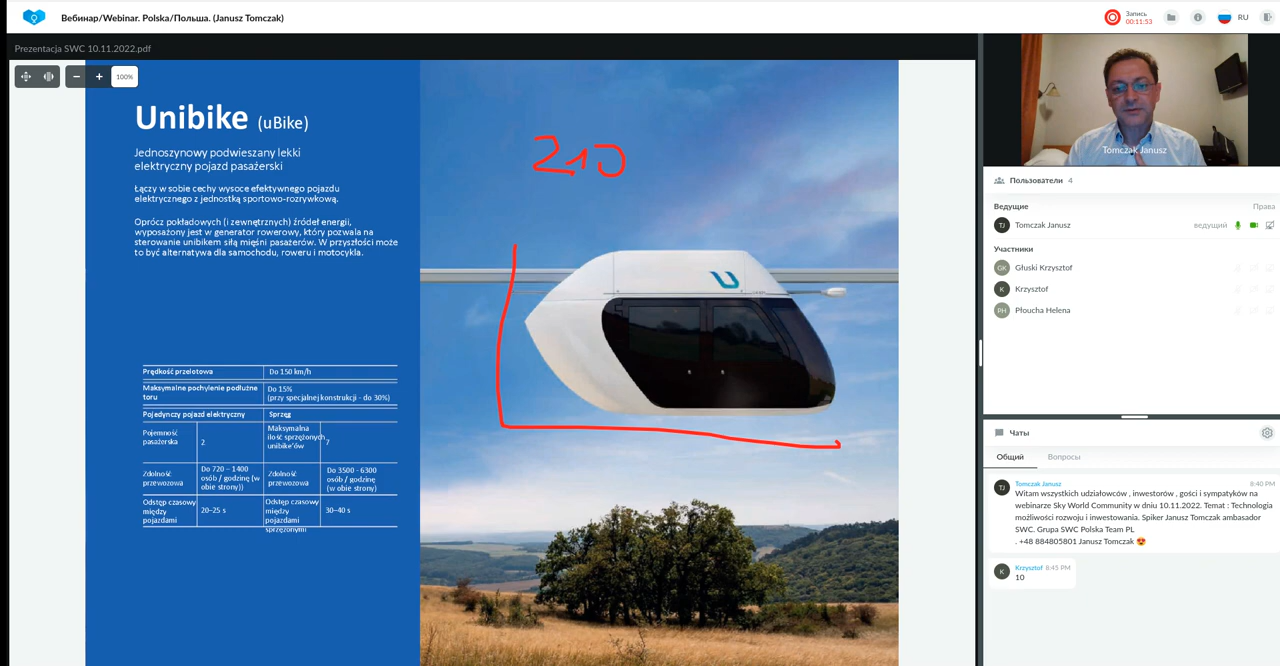 Вебинар/Webinar. Polska/Польша. (Janusz Tomczak)
Запись
00:11:53
RU
Prezentacja SWC 10.11.2022.pdf
100%
Unibike (uBike)
Jednoszynowy podwieszany lekki
elektryczny pojazd pasażerski
Łączy w sobie cechy wysoce efektywnego pojazdu
elektrycznego z jednostką sportowo-rozrywkową.
Oprócz pokładowych (i zewnętrznych) źródeł energii,
wyposażony jest w generator rowerowy, który pozwala na
sterowanie unibikem siłą mięśni pasażerów. W przyszłości może
to być alternatywa dla samochodu, roweru i motocykla.
Prędkość przelotowa
Do 150 km/h
Maksymalne pochylenie podłużne
toru
Do 15%
(przy specjalnej konstrukcji - do 30%)
Pojedynczy pojazd elektryczny
Sprzęg
Pojemność
pasażerska
2
Maksymalna
ilość sprzężonych
unibike'ów
7
Zdolność
przewozowa
Do 720 – 1400
osób / godzinę (w
obie strony))
Zdolność
przewozowa
Do 3500 - 6300
osób / godzinę
(w obie strony)
Odstęp czasowy
między
pojazdami
20–25 s
Odstęp czasowy
między
pojazdami
sprzężonymi
30–40 s
210
Tomczak Janusz
Пользователи 4
Ведущие
Права
TJ
Tomczak Janusz
ведущий
Участники
GK
Głuski Krzysztof
K
Krzysztof
PH
Płoucha Helena
Чаты
Общий
Вопросы
TJ
Tomczak Janusz
8:40 PM
Witam wszystkich udziałowców , inwestorów , gości i sympatyków na
webinarze Sky World Community w dniu 10.11.2022. Temat : Technologia
możliwości rozwoju i inwestowania. Spiker Janusz Tomczak ambasador
SWC. Grupa SWC Polska Team PL
. +48 884805801 Janusz Tomczak 😍
K
Krzysztof 8:45 PM
10